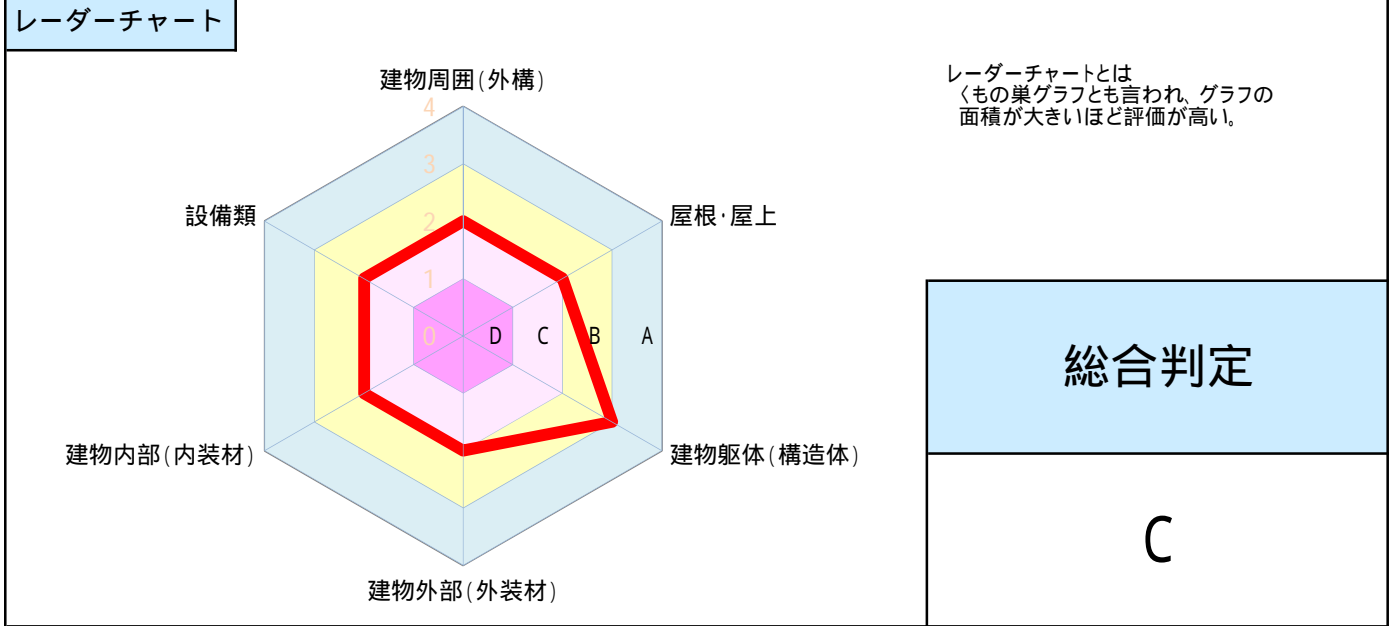 レーダーチャート
建物周囲(外構)
レーダーチャートとは
くもの巣グラフとも言われ、グラフの
面積が大きいほど評価が高い。
4
3
2
1
0
設備類
屋根・屋上
D C B A
総合判定
建物内部(内装材)
建物躯体(構造体)
C
建物外部(外装材)